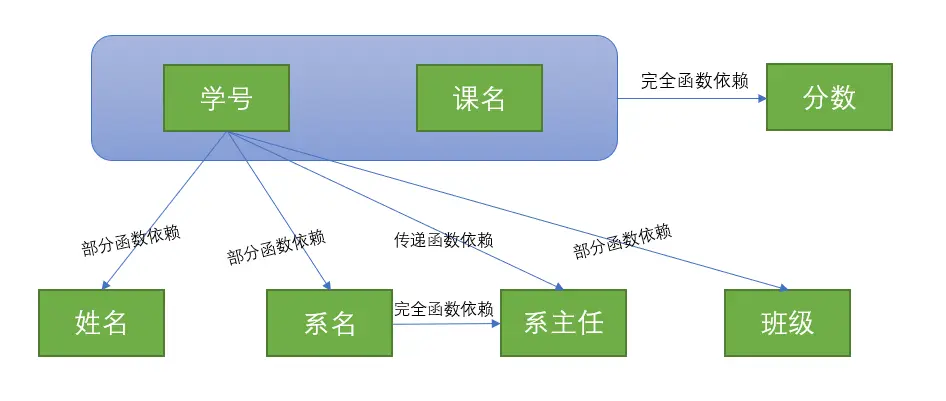 学号
课名
完全函数依赖
分数
部分函数依赖
部分函数依赖
传递函数依赖
部分函数依赖
姓名
系名
完全函数依赖
系主任
班级